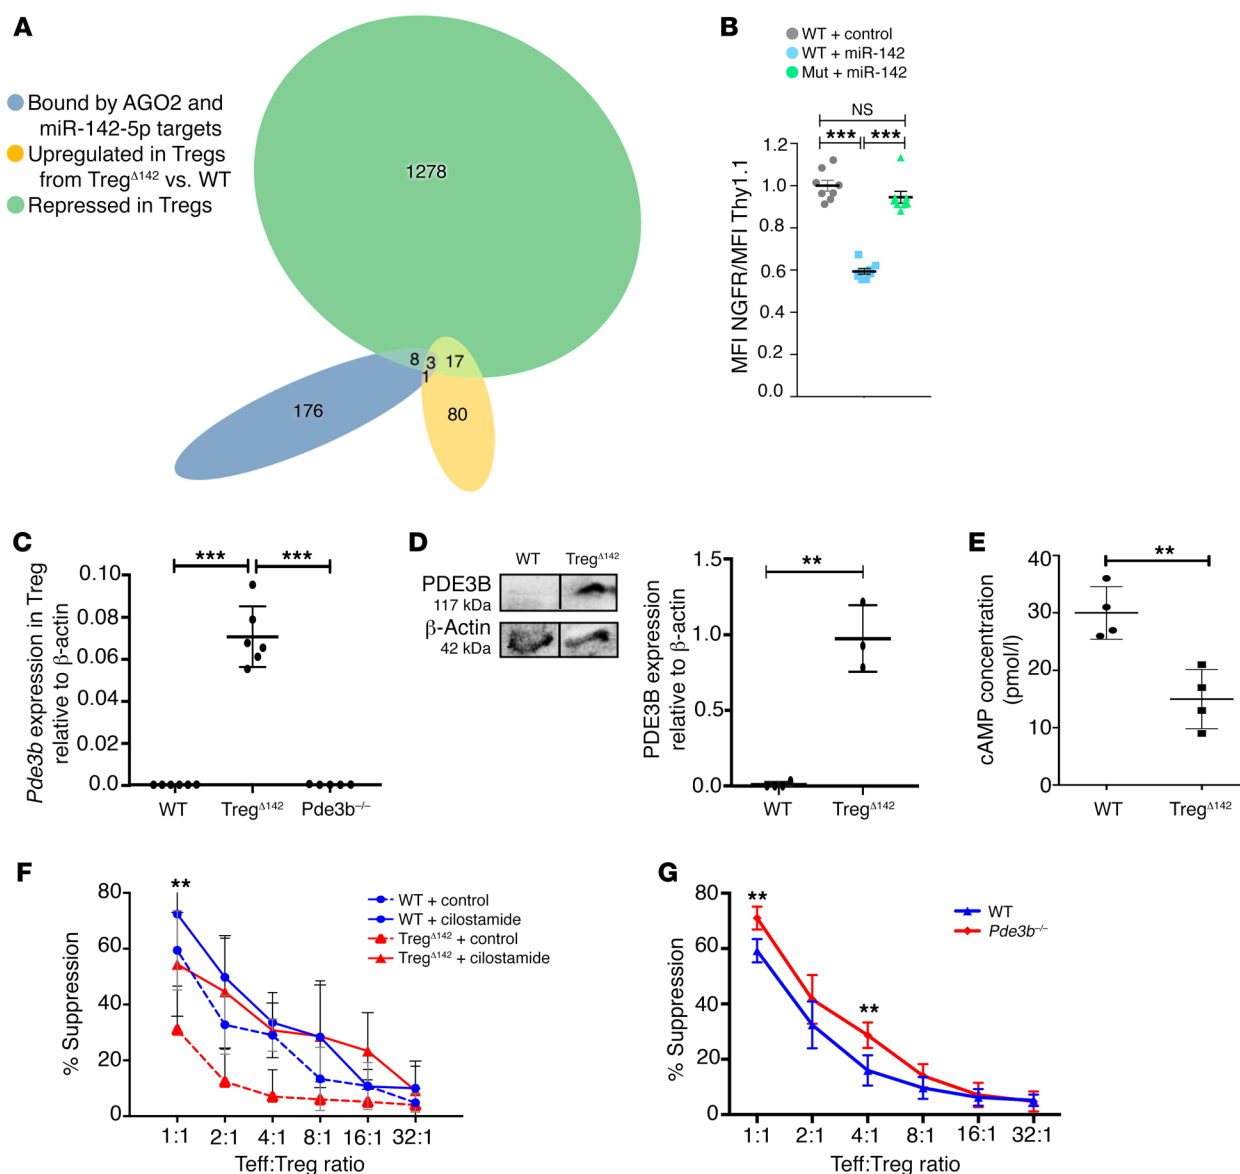 A
Bound by AGO2 and
miR-142-5p targets
Upregulated in Tregs
from TregΔ142 vs. WT
Repressed in Tregs
1278
8
3
17
1
176
80
B
WT + control
WT + miR-142
Mut + miR-142
NS
***
***
MFI NGFR/MFI Thy1.1
1.2
1.0
0.8
0.6
0.4
0.2
0.0
C
***
***
Pde3b expression in Treg
relative to β-actin
0.10
0.08
0.06
0.04
0.02
0.0
WT
TregΔ142
Pde3b–/–
D
WT
TregΔ142
PDE3B
117 kDa
β-Actin
42 kDa
**
PDE3B expression
relative to β-actin
1.5
1.0
0.5
0.0
WT
TregΔ142
E
**
cAMP concentration
(pmol/l)
40
30
20
10
0
WT
TregΔ142
F
**
WT + control
WT + cilostamide
TregΔ142 + control
TregΔ142 + cilostamide
% Suppression
80
60
40
20
0
1:1
2:1
4:1
8:1
16:1
32:1
Teff:Treg ratio
G
**
**
WT
Pde3b–/–
% Suppression
80
60
40
20
0
1:1
2:1
4:1
8:1
16:1
32:1
Teff:Treg ratio